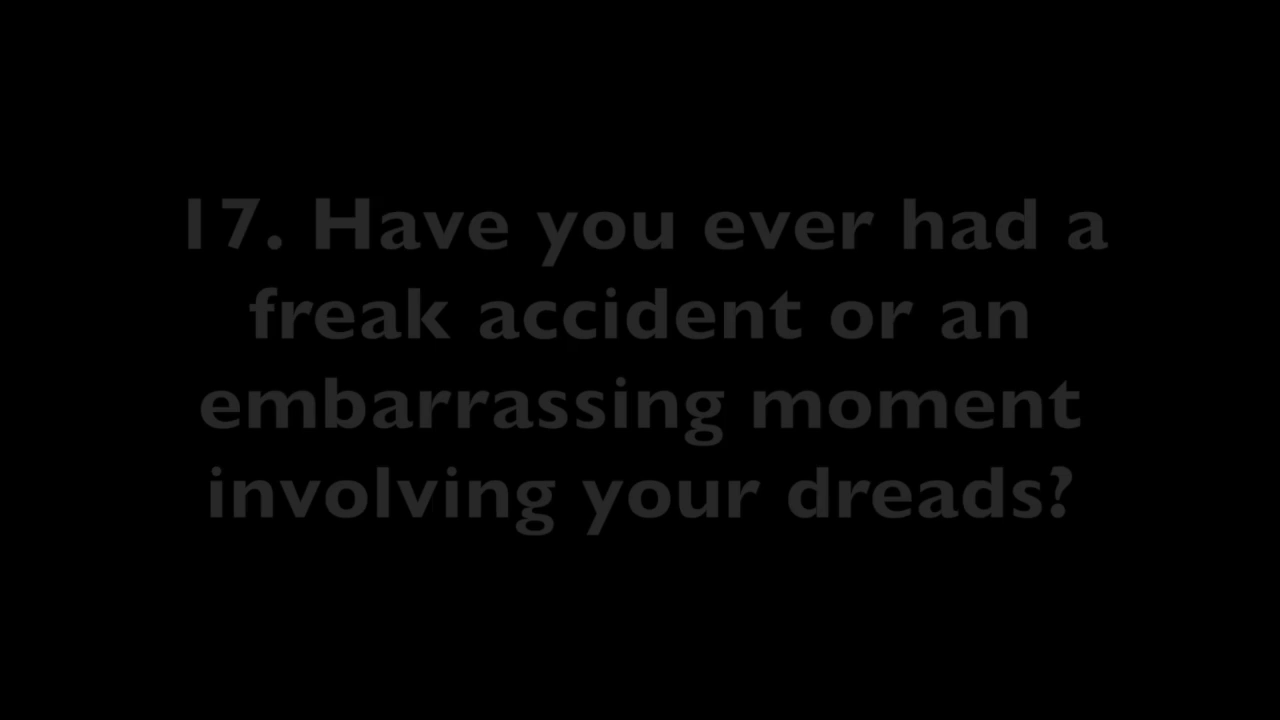 17. Have you ever had a
freak accident or an
embarrassing moment
involving your dreads?